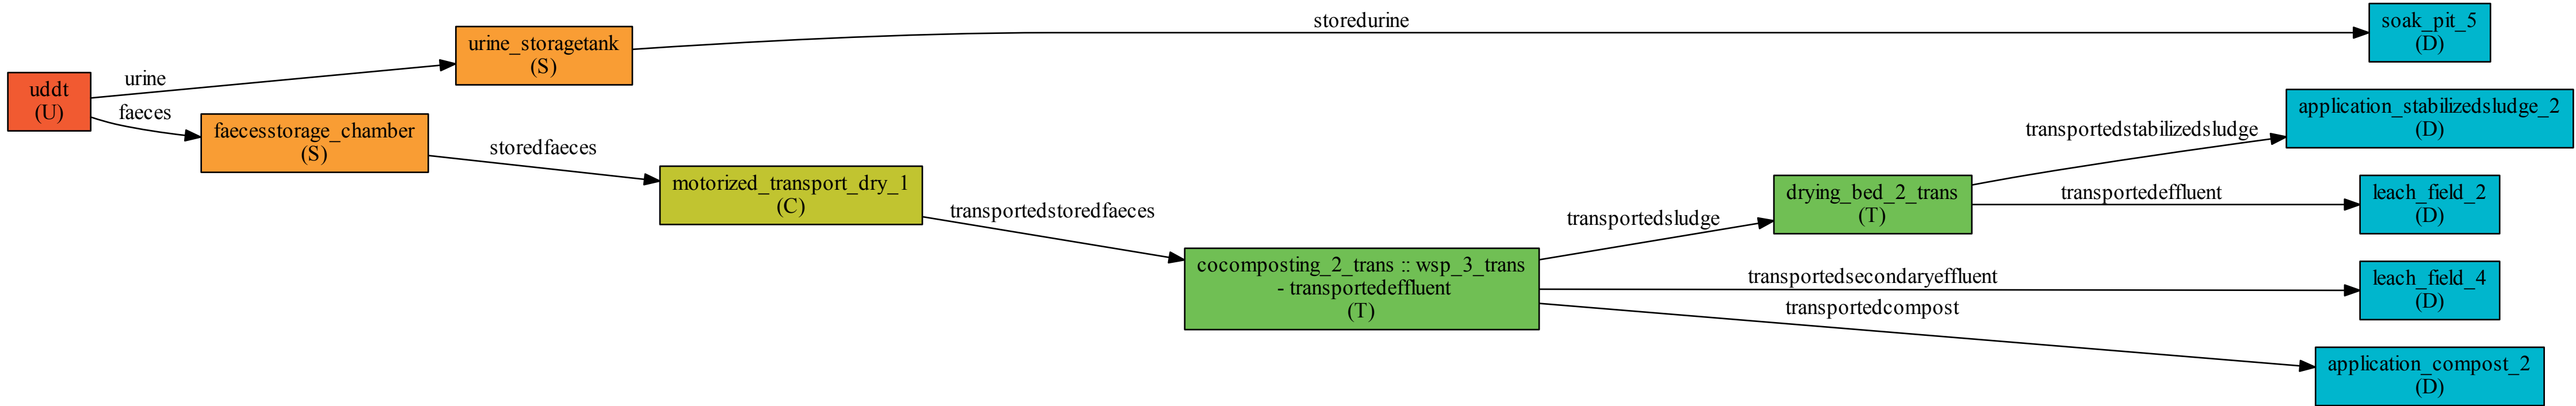 uddt
(U)
urine
faeces
urine_storagetank
(S)
faecesstorage_chamber
(S)
storedurine
storedfaeces
motorized_transport_dry_1
(C)
transportedstoredfaeces
cocomposting_2_trans :: wsp_3_trans
- transportedeffluent
(T)
transportedsludge
transportedsecondaryeffluent
transportedcompost
drying_bed_2_trans
(T)
transportedstabilizedsludge
transportedeffluent
soak_pit_5
(D)
application_stabilizedsludge_2
(D)
leach_field_2
(D)
leach_field_4
(D)
application_compost_2
(D)